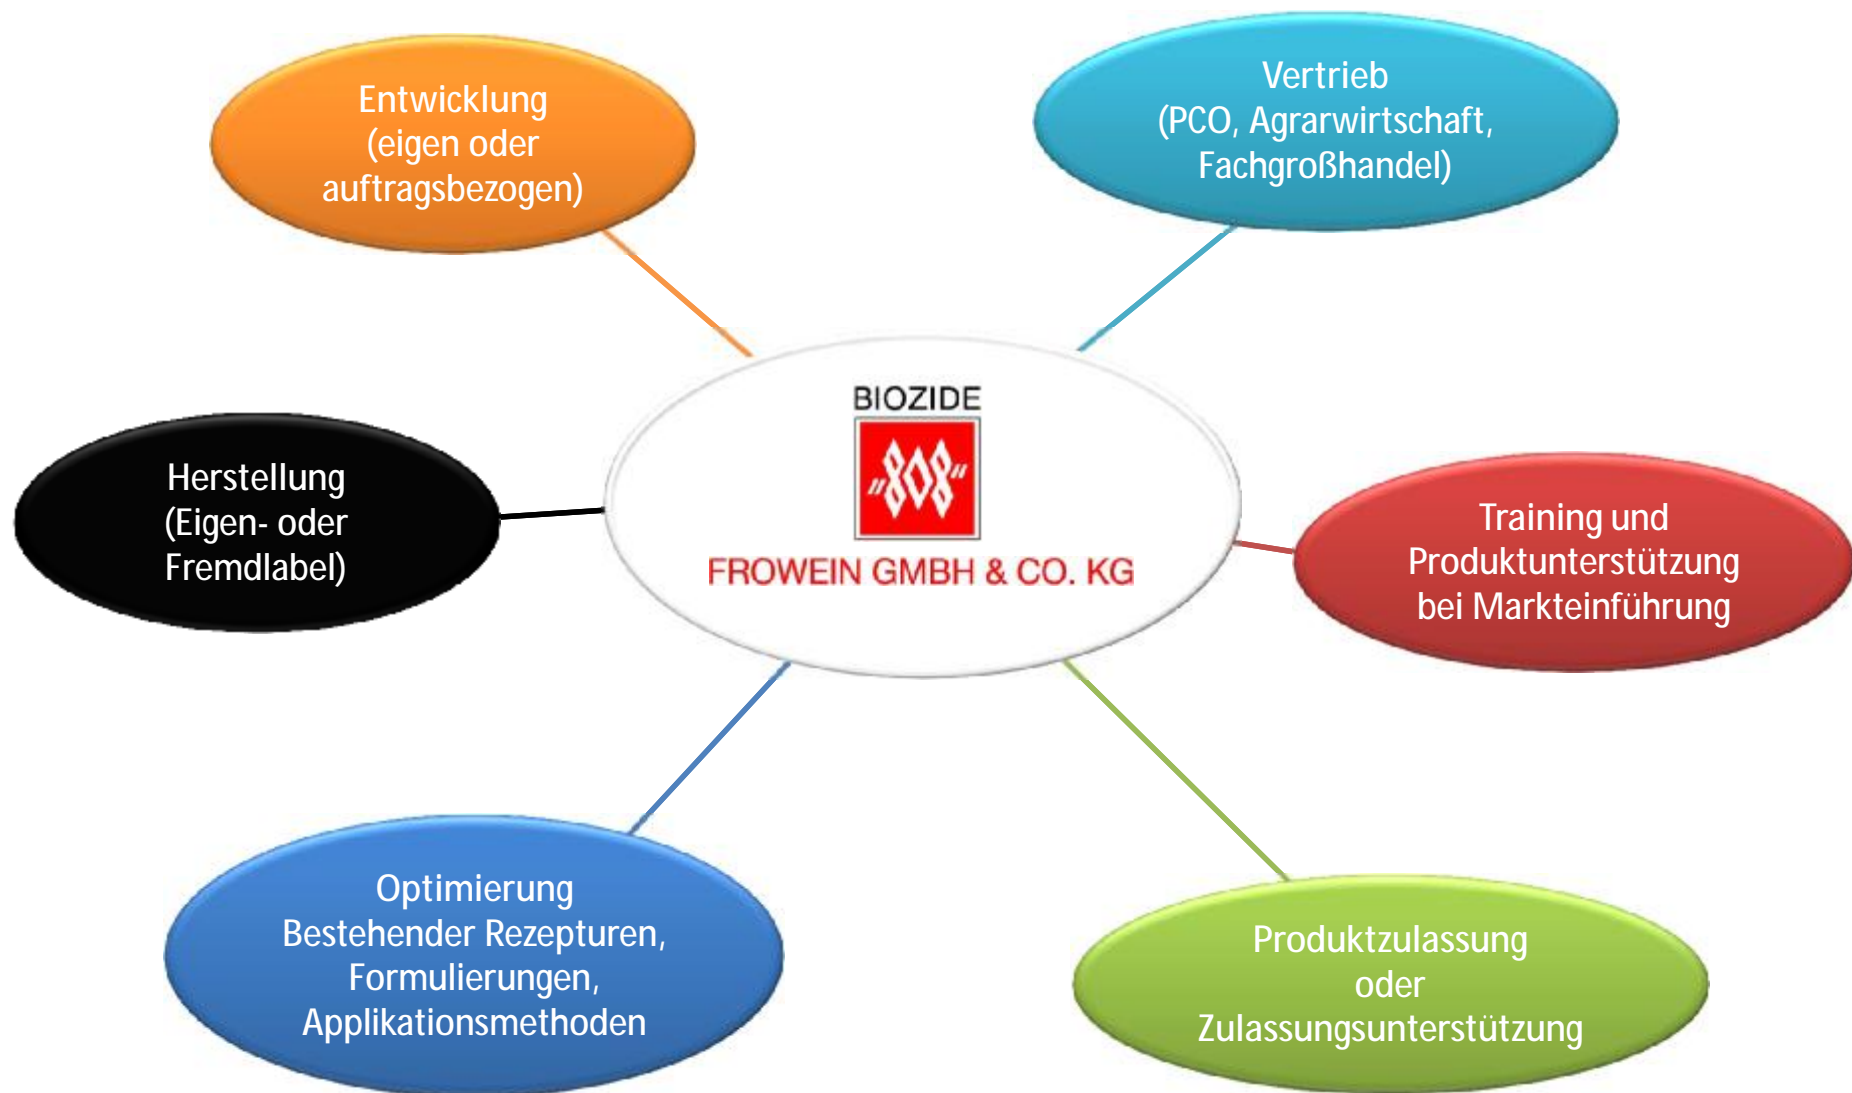 Entwicklung
(eigen oder
auftragsbezogen)
Vertrieb
(PCO, Agrarwirtschaft,
Fachgroßhandel)
BIOZIDE
„808“
FROWEIN GMBH & CO. KG
Herstellung
(Eigen- oder
Fremdlabel)
Training und
Produktunterstützung
bei Markteinführung
Optimierung
Bestehender Rezepturen,
Formulierungen,
Applikationsmethoden
Produktzulassung
oder
Zulassungsunterstützung